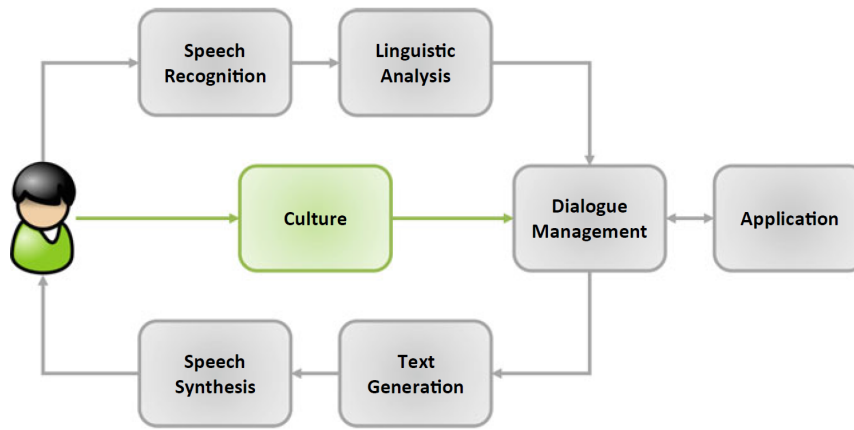 Speech
Recognition
Linguistic
Analysis
Culture
Dialogue
Management
Application
Speech
Synthesis
Text
Generation